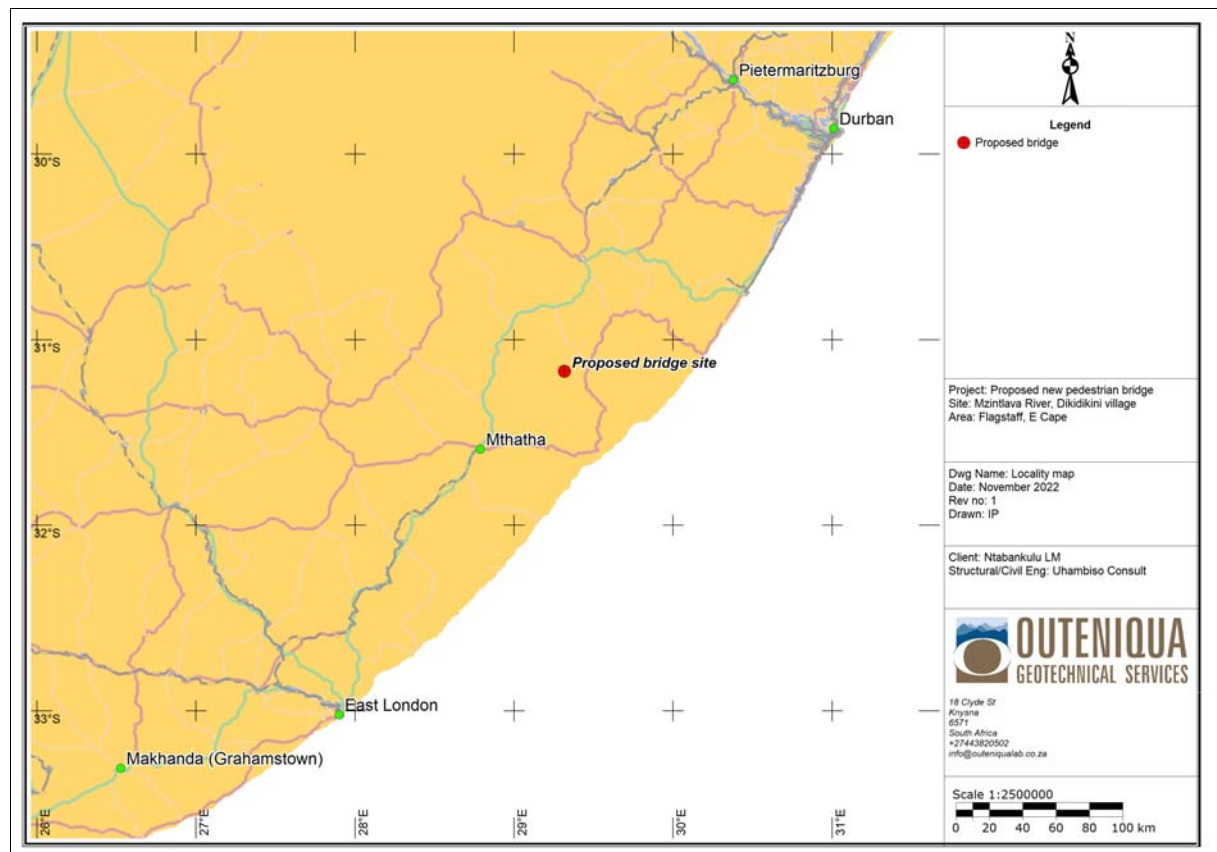 Pietermaritzburg
Durban
30°S
31°S
Proposed bridge site
Mthatha
32°S
33°S
East London
Makhanda (Grahamstown)
26°E
27°E
28°E
29°E
30°E
31°E
N
Legend
Proposed bridge
Project: Proposed new pedestrian bridge
Site: Mzintlava River, Dikidikini village
Area: Flagstaff, E Cape
Dwg Name: Locality map
Date: November 2022
Rev no: 1
Drawn: IP
Client: Ntabankulu LM
Structural/Civil Eng: Uhambiso Consult
OUTENIQUA
GEOTECHNICAL SERVICES
18 Clyde St
Knysna
6571
South Africa
+27443820502
info@outeniqualab.co.za
Scale 1:2500000
0 20 40 60 80 100 km